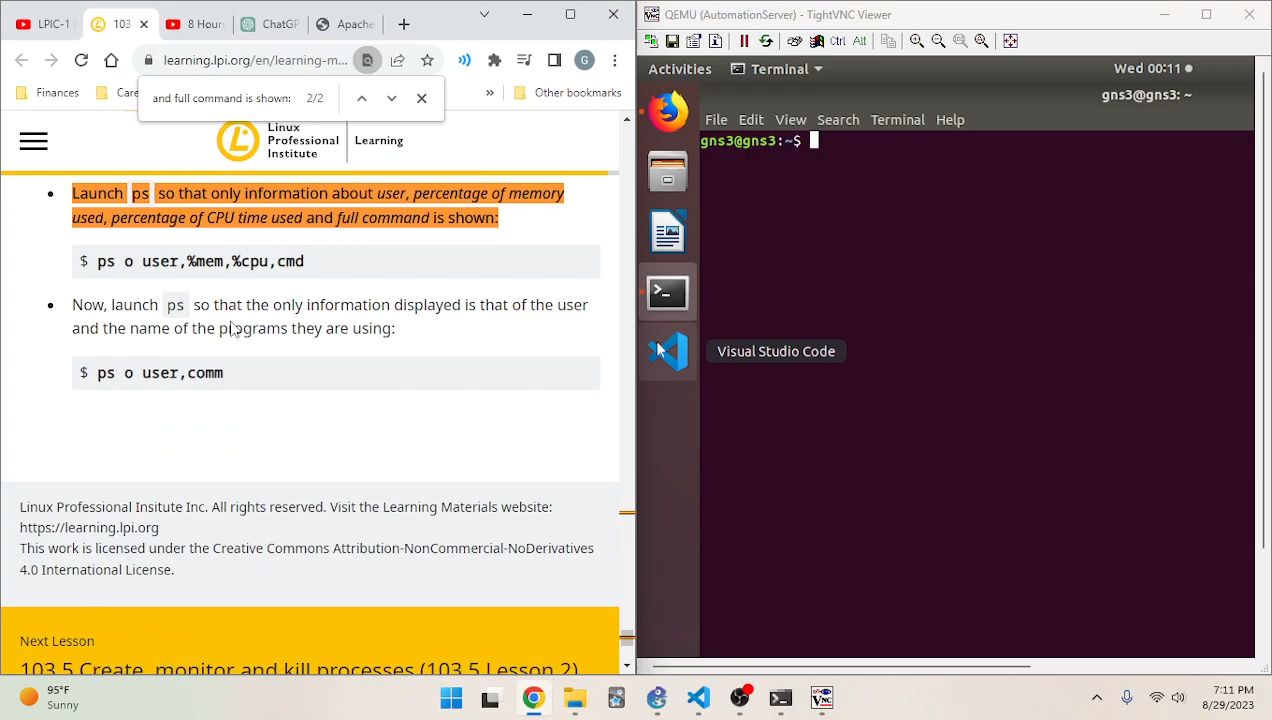 LPIC-1
103
8 Hours
ChatGP
Apache
learning.lpi.org/en/learning-m...
G
Finances
Care
»
Other bookmarks
and full command is shown:
2/2
Linux
Professional
Institute
Learning
Launch ps so that only information about user, percentage of memory
used, percentage of CPU time used and full command is shown:
$ ps o user,%mem,%cpu,cmd
Now, launch ps so that the only information displayed is that of the user
and the name of the programs they are using:
$ ps o user,comm
Linux Professional Insitute Inc. All rights reserved. Visit the Learning Materials website:
https://learning.lpi.org
This work is licensed under the Creative Commons Attribution-NonCommercial-NoDerivatives
4.0 International License.
Next Lesson
103.5 Create, monitor and kill processes (103.5 Lesson 2)
QEMU (AutomationServer) - TightVNC Viewer
Ctrl Alt
Activities
Terminal
Wed 00:11
gns3@gns3: ~
File Edit View Search Terminal Help
gns3@gns3:~$
Visual Studio Code
95°F
Sunny
7:11 PM
8/29/2023